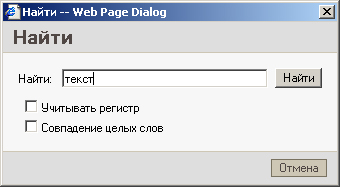 Найти -- Web Page Dialog
Найти
Найти: текст Найти
Учитывать регистр
Совпадение целых слов
Отмена